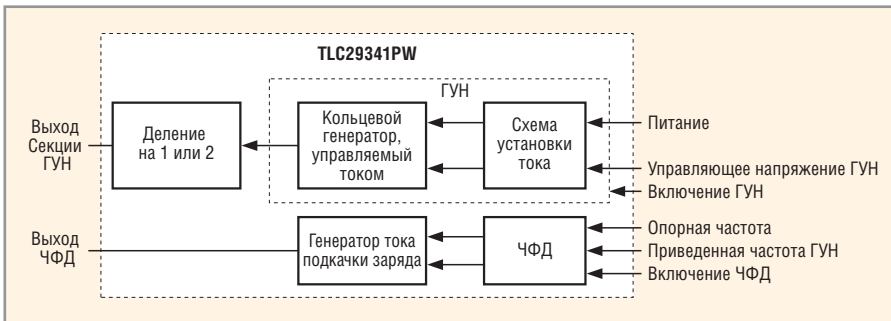 TLC29341PW
ГУН
Выход
Секции
ГУН
Деление
на 1 или 2
Кольцевой
генератор,
управляемый
током
Схема
установки
тока
Питание
Управляющее напряжение ГУН
Включение ГУН
Выход
ЧФД
Генератор тока
подкачки заряда
ЧФД
Опорная частота
Приведенная частота ГУН
Включение ЧФД